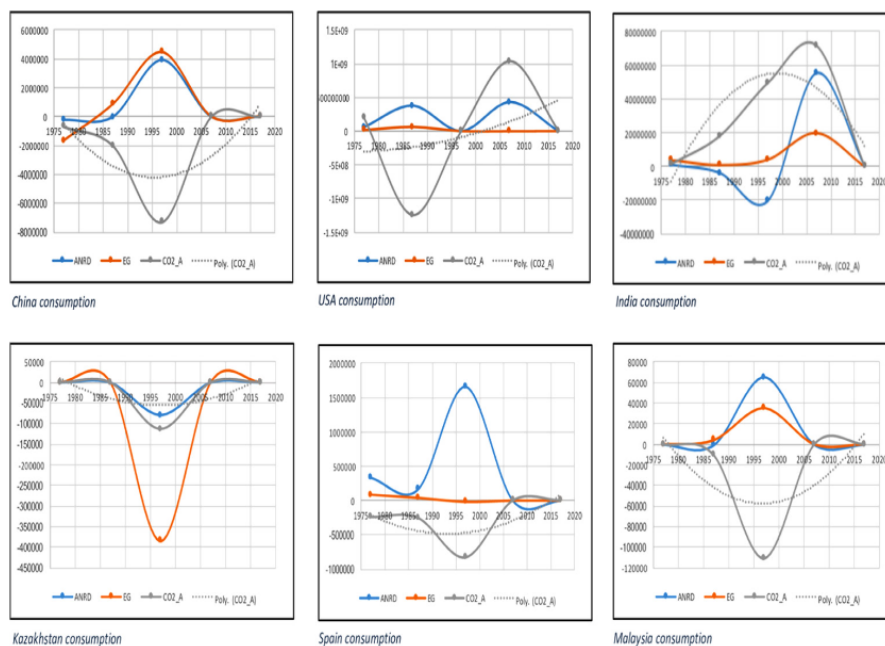 6000000
4000000
2000000
0
1975 1980 1985 1990 1995 2000 2005 2010 2015 2020
-2000000
-4000000
-6000000
-8000000
ANRD EG CO2_A Poly. (CO2_A)
China consumption
1.5E+09
1E+09
00000000
0
1975 1980 1985 1990 1995 2000 2005 2010 2015 2020
-5E+08
-1E+09
1.5E+09
ANRD EG CO2_A Poly. (CO2_A)
USA consumption
80000000
60000000
40000000
20000000
0
1975 1980 1985 1990 1995 2000 2005 2010 2015 2020
-20000000
-40000000
ANRD EG CO2_A Poly. (CO2_A)
India consumption
50000
0
1975 1980 1985 1990 1995 2000 2005 2010 2015 2020
-50000
-100000
-150000
-200000
-250000
-300000
-350000
-400000
-450000
ANRD EG CO2_A Poly. (CO2_A)
Kazakhstan consumption
2000000
1500000
1000000
500000
0
1975 1980 1985 1990 1995 2000 2005 2010 2015 2020
-500000
-1000000
ANRD EG CO2_A Poly. (CO2_A)
Spain consumption
80000
60000
40000
20000
0
1975 1980 1985 1990 1995 2000 2005 2010 2015 2020
-20000
-40000
-60000
-80000
-100000
-120000
ANRD EG CO2_A Poly. (CO2_A)
Malaysia consumption